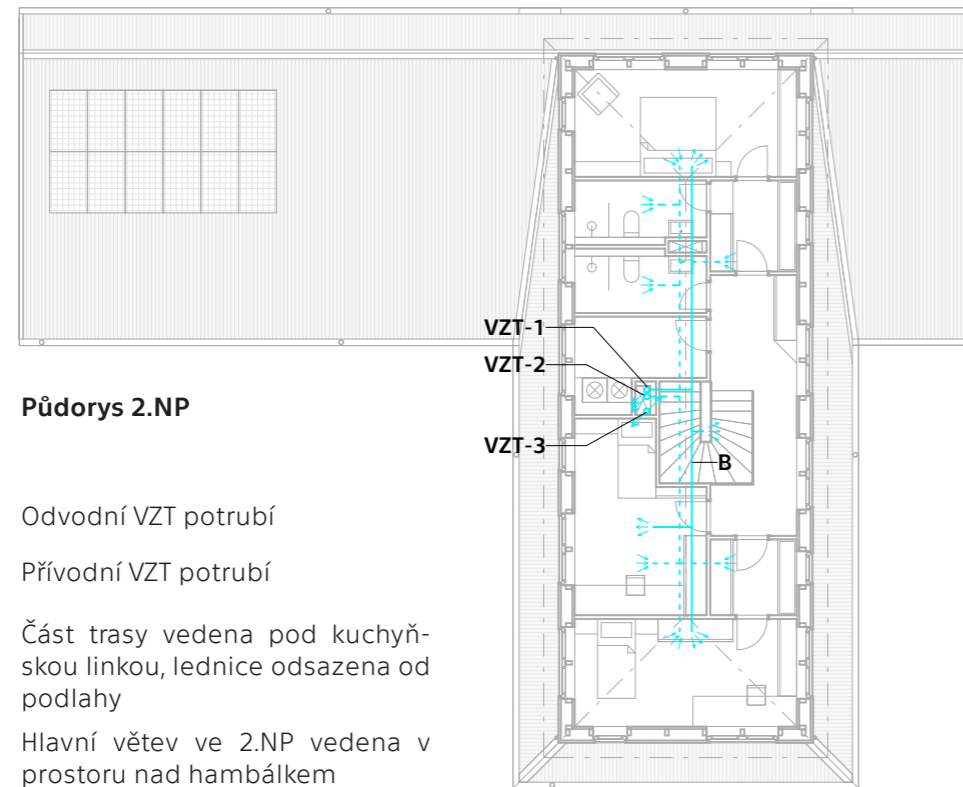 VZT-1
VZT-2
VZT-3
B
Půdorys 2.NP
Odvodní VZT potrubí
Přívodní VZT potrubí
Část trasy vedena pod kuchyň-
skou linkou, lednice odsazena od
podlahy
Hlavní větev ve 2.NP vedena v
prostoru nad hambálkem